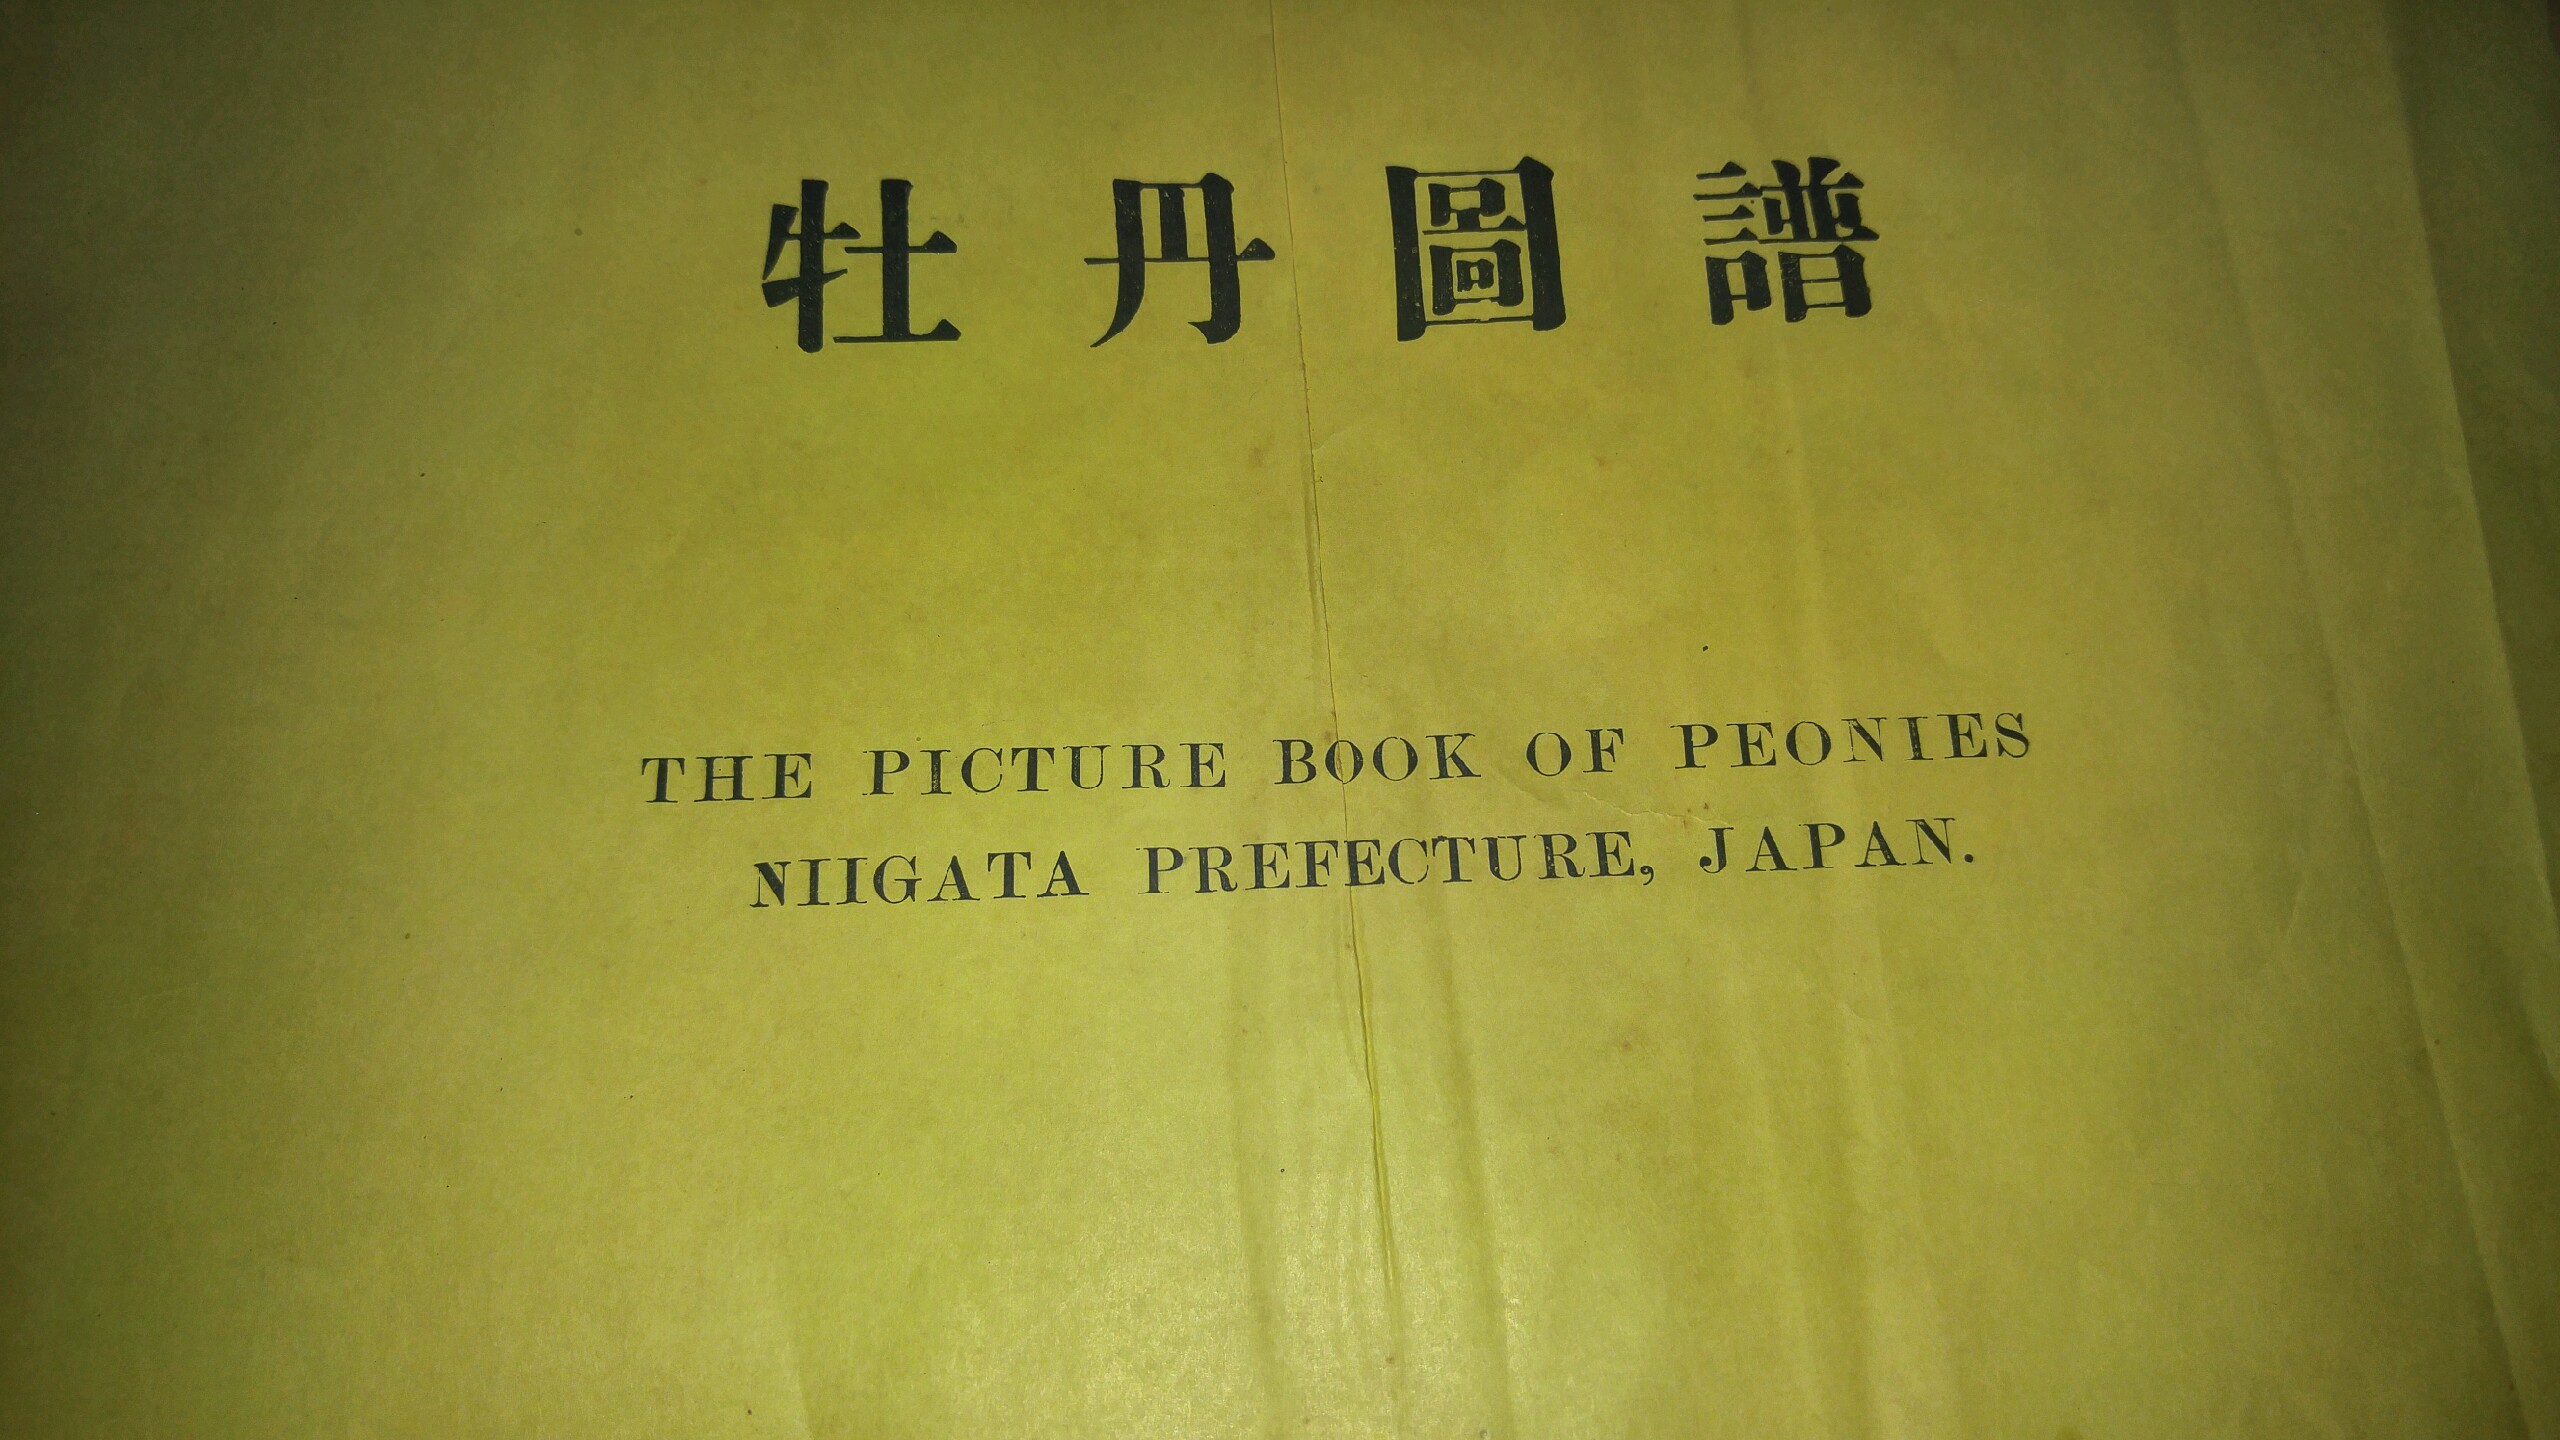 牡丹圖譜
THE PICTURE BOOK OF PEONIES
NIIGATA PREFECTURE, JAPAN.